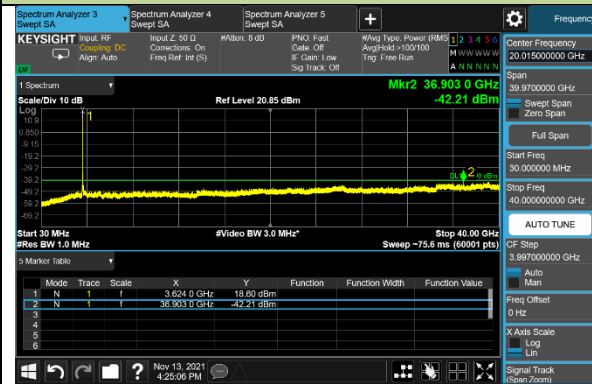 Spectrum Analyzer 3
Swept SA
Spectrum Analyzer 4
Swept SA
Spectrum Analyzer 5
Swept SA
+
Frequency
KEYSIGHT
Input: RF
Coupling: DC
Align: Auto
Input Z: 50 Ω
Corrections: On
Freq Ref: Int (S)
#Atten: 6 dB
PNO: Fast
Gate: Off
IF Gain: Low
Sig Track: Off
#Avg Type: Power (RMS)
Avg|Hold:>100/100
Trig: Free Run
1 2 3 4 5 6
M W W W W W
A N N N N N
1 Spectrum
Scale/Div 10 dB
Ref Level 20.85 dBm
Mkr2 36.903 0 GHz
-42.21 dBm
Log
10.9
0.850
-9.15
-19.2
-29.2
-39.2
-49.2
-59.2
-69.2
1
2
Start 30 MHz
#Video BW 3.0 MHz*
Stop 40.00 GHz
#Res BW 1.0 MHz
Sweep ~75.6 ms (60001 pts)
5 Marker Table
Mode Trace Scale X Y Function Function Width Function Value
1 N 1 f 3.624 0 GHz 18.60 dBm
2 N 1 f 36.903 0 GHz -42.21 dBm
3
4
5
6
Center Frequency
20.015000000 GHz
Span
39.9700000 GHz
Swept Span
Zero Span
Full Span
Start Freq
30.000000 MHz
Stop Freq
40.000000000 GHz
AUTO TUNE
CF Step
3.997000000 GHz
Auto
Man
Freq Offset
0 Hz
X Axis Scale
Log
Lin
Signal Track
(Span Zoom)
?
Nov 13, 2021
4:25:06 PM